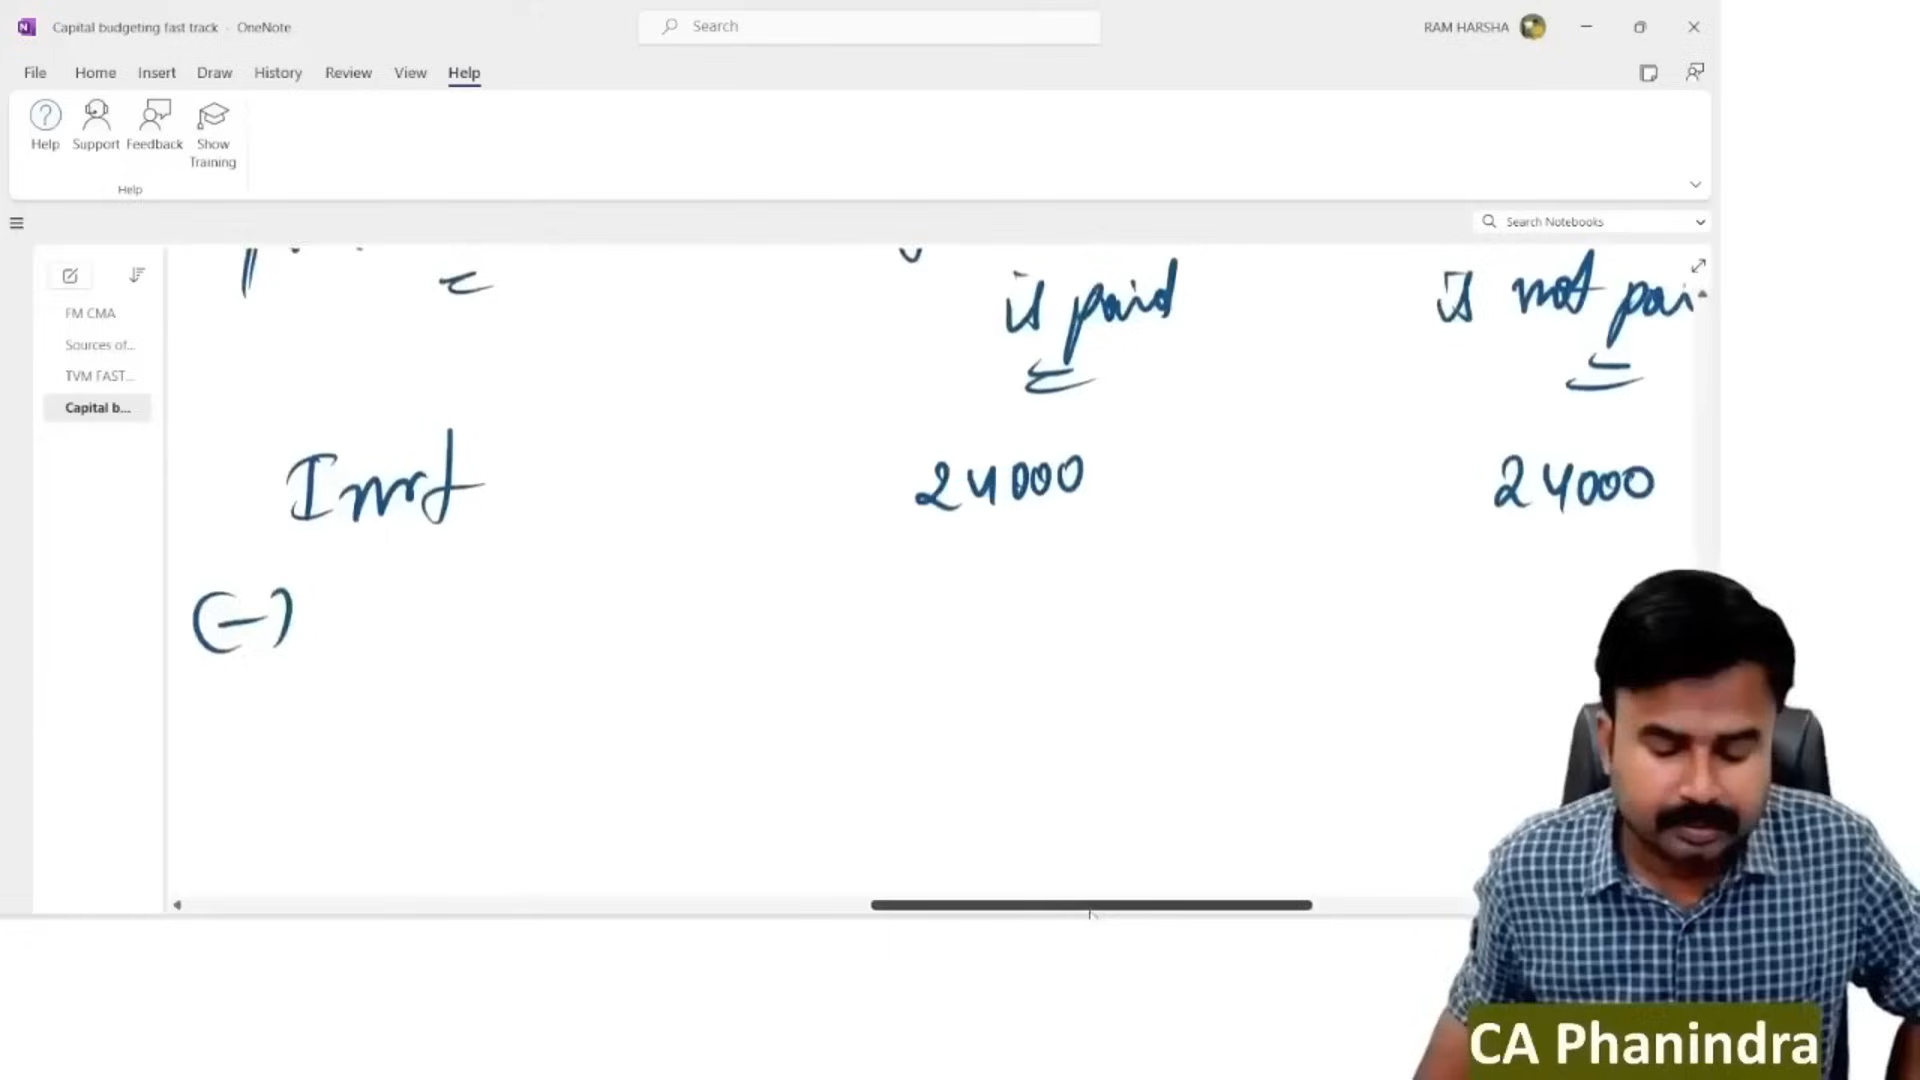 Capital budgeting fast track - OneNote
Search
RAM HARSHA
File Home Insert Draw History Review View Help
Help Support Feedback Show Training
Help
Search Notebooks
FM CMA
Sources of...
TVM FAST...
Capital b...
is paid
is not pai
24000 24000
(-)
CA Phanindra